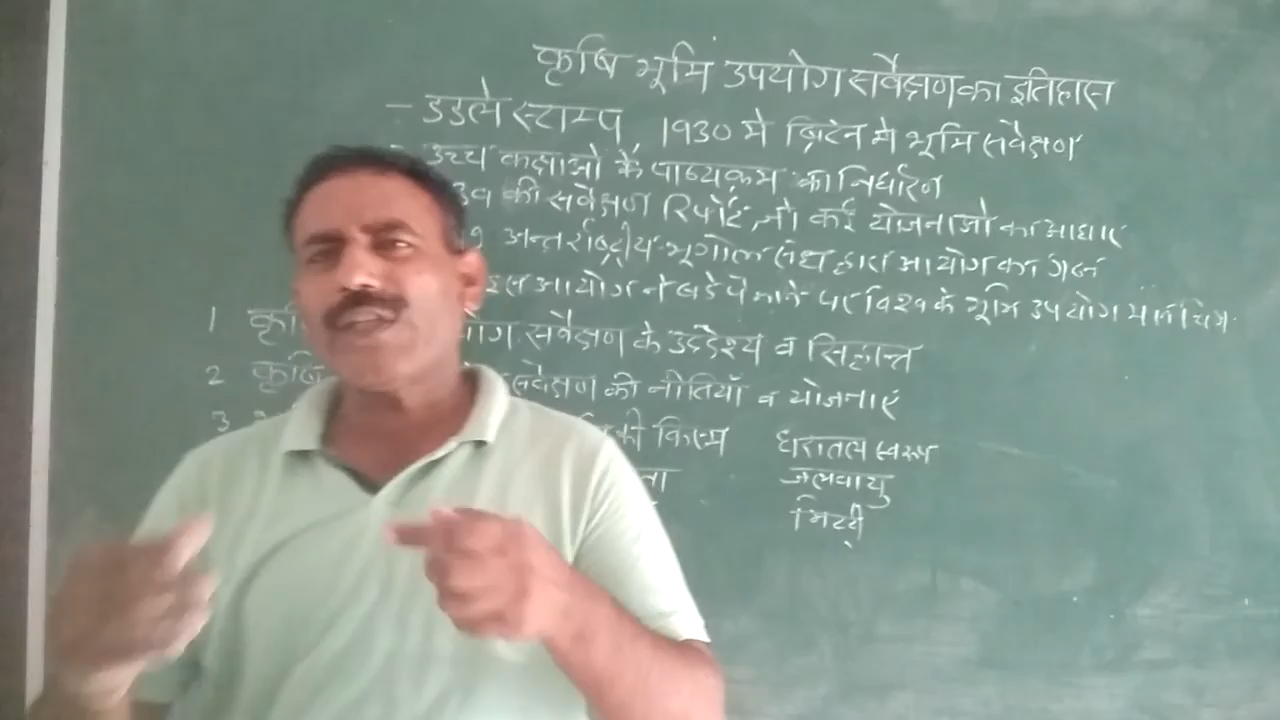 कृषि भूमि उपयोग सर्वेक्षण का इतिहास
- डडले स्टाम्प, १९३० मे ब्रिटेन मे भूमि सर्वेक्षण
उच्च कक्षाओ के पाठ्यक्रम का निर्धारण
की सर्वेक्षण रिपोर्ट, जो कई योजनाओ का आधार
अन्तर्राष्ट्रीय भूगोल संघ द्वारा आयोग का गठन
इस आयोग ने बडे पैमाने पर विश्व के भूमि उपयोग मानचित्र
1 कृषि सर्वेक्षण के उद्देश्य व सिद्धान्त
2 कृषि सर्वेक्षण की नीतियाँ व योजनाएं
3 की किस्म धरातल स्वरूप
जलवायु
मिट्टी